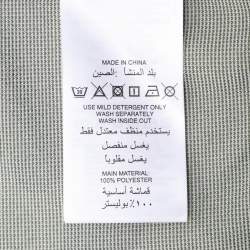 MADE IN CHINA
بلد المنشأ: الصين
USE MILD DETERGENT ONLY
WASH SEPARATELY
WASH INSIDE OUT
يستخدم منظف معتدل فقط
يغسل منفصل
يغسل مقلوباً
MAIN MATERIAL
100% POLYESTER
قماشة أساسية
١٠٠٪ بوليستر